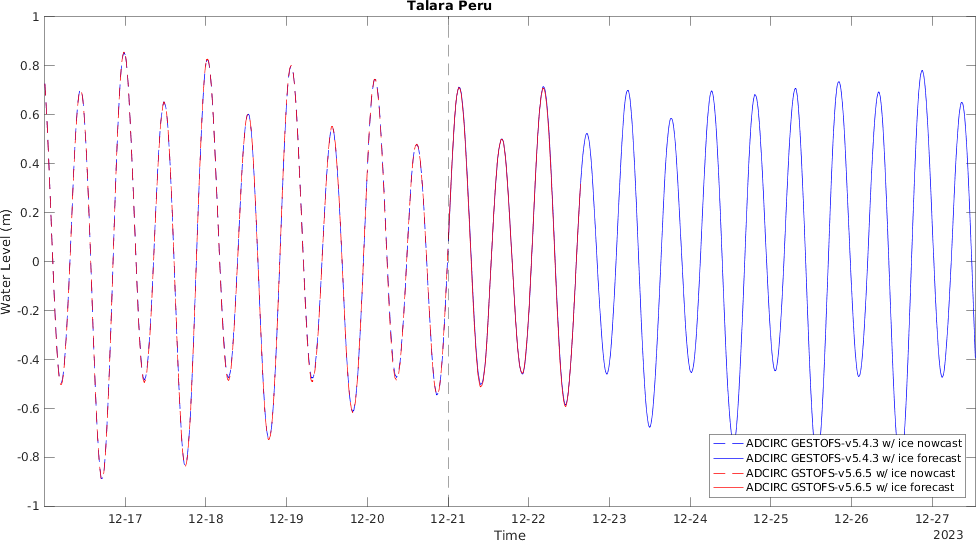 Talara Peru
1
0.8
0.6
0.4
0.2
0
-0.2
-0.4
-0.6
-0.8
-1
Water Level (m)
12-17 12-18 12-19 12-20 12-21 12-22 12-23 12-24 12-25 12-26 12-27
Time
2023
ADCIRC GESTOFS-v5.4.3 w/ ice nowcast
ADCIRC GESTOFS-v5.4.3 w/ ice forecast
ADCIRC GSTOFS-v5.6.5 w/ ice nowcast
ADCIRC GSTOFS-v5.6.5 w/ ice forecast